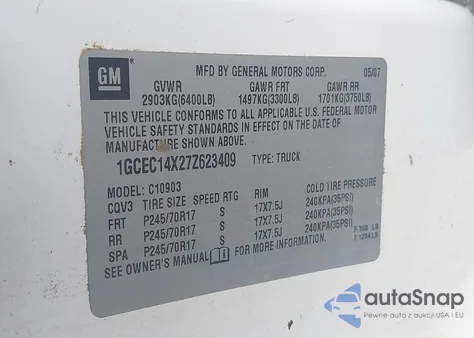 GM
MFD BY GENERAL MOTORS CORP. 05/07
GVWR GAWR FRT GAWR RR
2903KG(6400LB) 1497KG(3300LB) 1701KG(3750LB)
THIS VEHICLE CONFORMS TO ALL APPLICABLE U.S. FEDERAL MOTOR
VEHICLE SAFETY STANDARDS IN EFFECT ON THE DATE OF
MANUFACTURE SHOWN ABOVE.
1GCEC14X27Z623409 TYPE: TRUCK
MODEL: C10903
CQV3 TIRE SIZE SPEED RTG RIM COLD TIRE PRESSURE
FRT P245/70R17 S 17X7.5J 240KPA(35PSI)
RR P245/70R17 S 17X7.5J 240KPA(35PSI)
SPA P245/70R17 S 17X7.5J 240KPA(35PSI)
SEE OWNER'S MANUAL FOR MORE INFORMATION.
autoSnap
Pewne auta z aukcji USA i EU